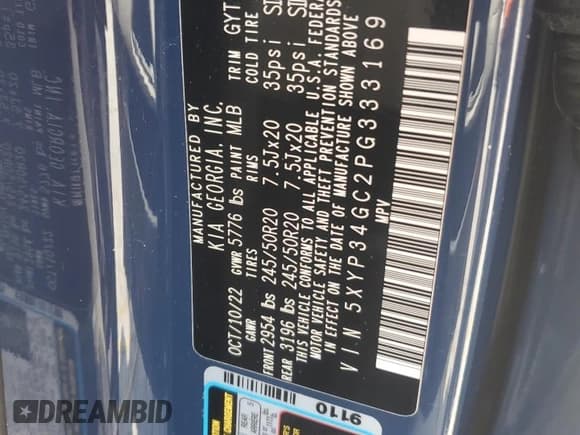 MANUFACTURED BY
KIA GEORGIA, INC.
OCT/10/22 GVWR 5776 lbs PAINT MLB TRIM GYT
GAWR TIRES RIMS COLD TIRE
FRONT 2954 lbs 245/50R20 7.5Jx20 35psi
REAR 3196 lbs 245/50R20 7.5Jx20 35psi
THIS VEHICLE CONFORMS TO ALL APPLICABLE U.S.A. FEDERA
MOTOR VEHICLE SAFETY AND THEFT PREVENTION STANDARDS
IN EFFECT ON THE DATE OF MANUFACTURE SHOWN ABOVE
VIN 5XYP34GC2PG333169
MPV
9110
REAR
AUTOBIDMASTER